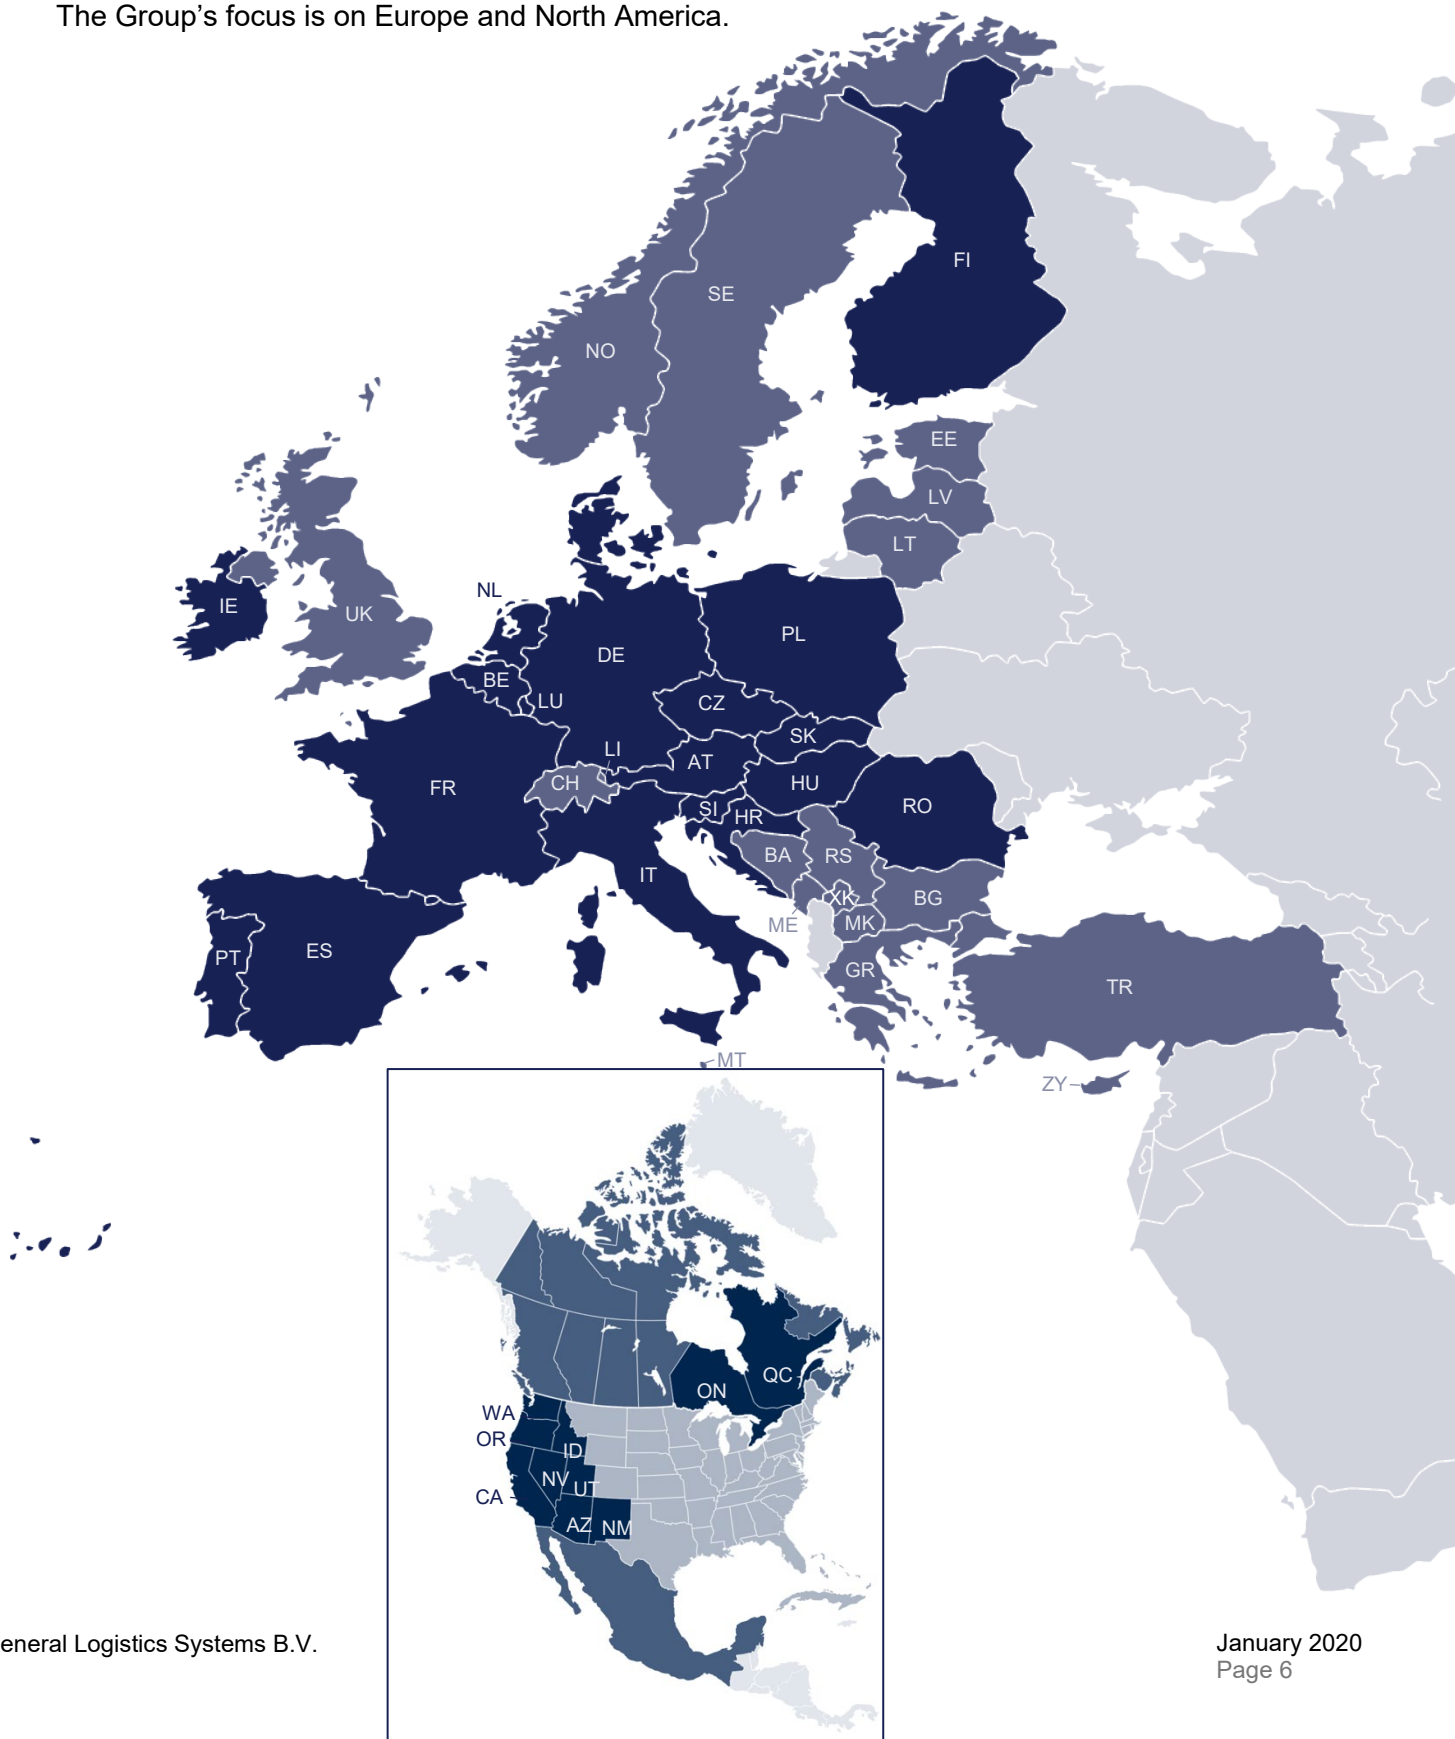 The Group’s focus is on Europe and North America.
FI
SE
NO
EE
LV
LT
NL
IE
UK
PL
DE
BE
LU
CZ
SK
LI
AT
CH
HU
FR
RO
SI
HR
BA
RS
IT
XK
BG
ME
MK
PT
ES
GR
TR
MT
ZY
QC
ON
WA
OR
ID
NV
UT
CA
AZ
NM
eneral Logistics Systems B.V.
January 2020
Page 6